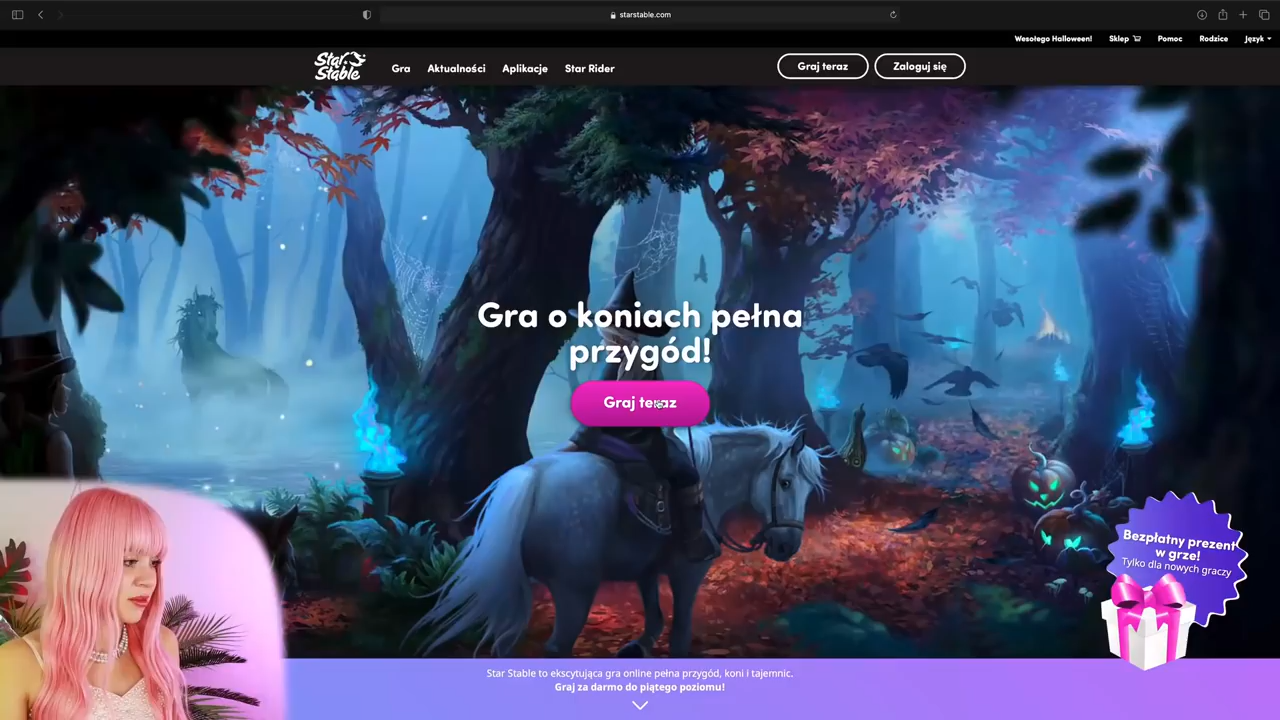 starstable.com
Wesołego Halloween!
Sklep
Pomoc
Rodzice
Język
Star
Stable
Gra
Aktualności
Aplikacje
Star Rider
Graj teraz
Zaloguj się
Gra o koniach pełna
przygód!
Graj teraz
Bezpłatny prezent
w grze!
Tylko dla nowych graczy
Star Stable to ekscytująca gra online pełna przygód, koni i tajemnic.
Graj za darmo do piątego poziomu!